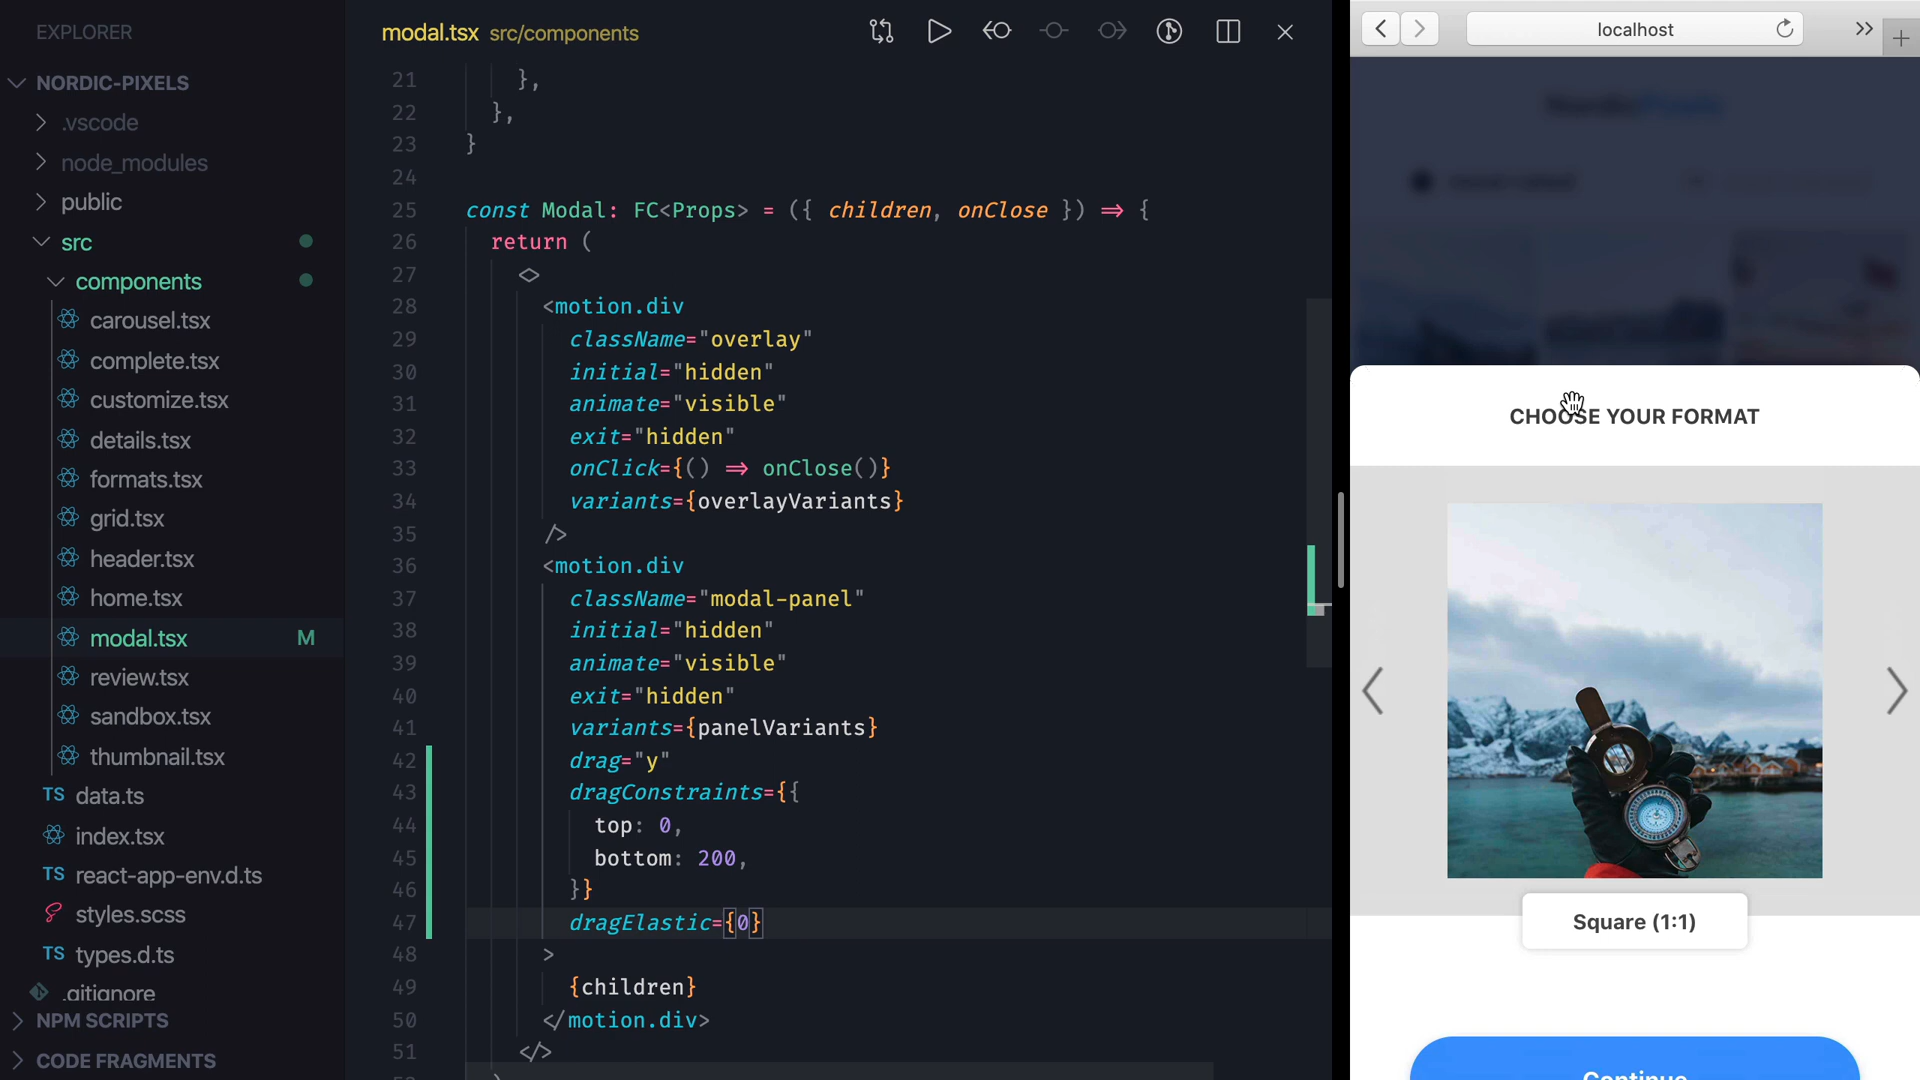 EXPLORER
NORDIC-PIXELS
.vscode
node_modules
public
src
components
carousel.tsx
complete.tsx
customize.tsx
details.tsx
formats.tsx
grid.tsx
header.tsx
home.tsx
modal.tsx M
review.tsx
sandbox.tsx
thumbnail.tsx
TS data.ts
index.tsx
TS react-app-env.d.ts
styles.scss
TS types.d.ts
.gitignore
NPM SCRIPTS
CODE FRAGMENTS
modal.tsx src/components
21 },
22 },
23 }
24
25 const Modal: FC<Props> = ({ children, onClose }) => {
26 return (
27 <>
28 <motion.div
29 className="overlay"
30 initial="hidden"
31 animate="visible"
32 exit="hidden"
33 onClick={() => onClose()}
34 variants={overlayVariants}
35 />
36 <motion.div
37 className="modal-panel"
38 initial="hidden"
39 animate="visible"
40 exit="hidden"
41 variants={panelVariants}
42 drag="y"
43 dragConstraints={{
44 top: 0,
45 bottom: 200,
46 }}
47 dragElastic={0}
48 >
49 {children}
50 </motion.div>
51 </>
localhost
CHOOSE YOUR FORMAT
Square (1:1)
Continue